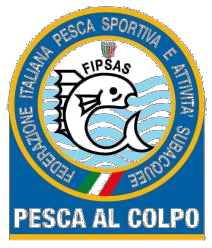 FEDERAZIONE ITALIANA PESCA SPORTIVA E ATTIVITA' SUBACQUEE
FIPSAS
PESCA AL COLPO